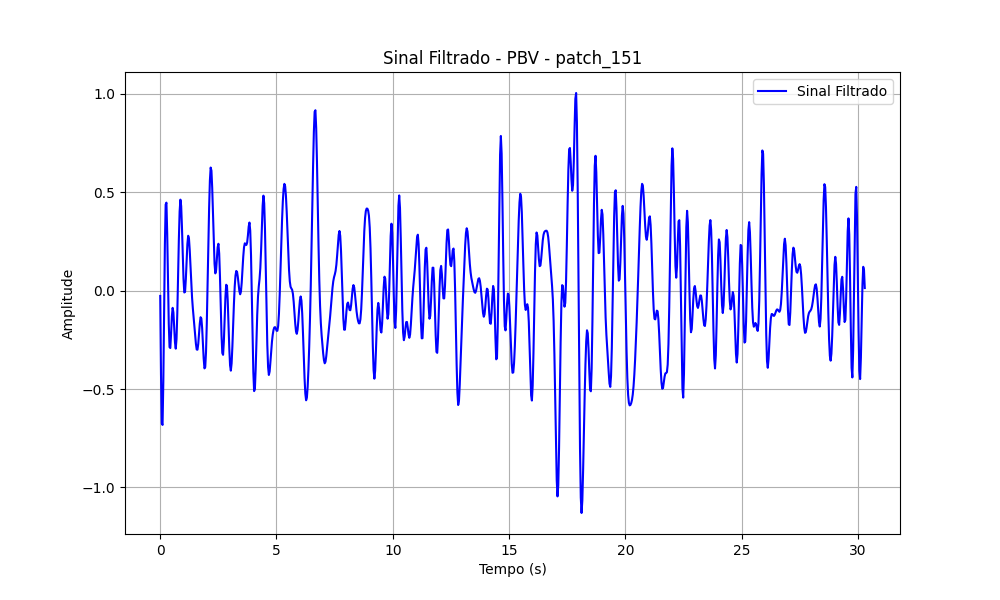 Sinal Filtrado - PBV - patch_151
Sinal Filtrado
1.0
0.5
0.0
−0.5
−1.0
Amplitude
0 5 10 15 20 25 30
Tempo (s)